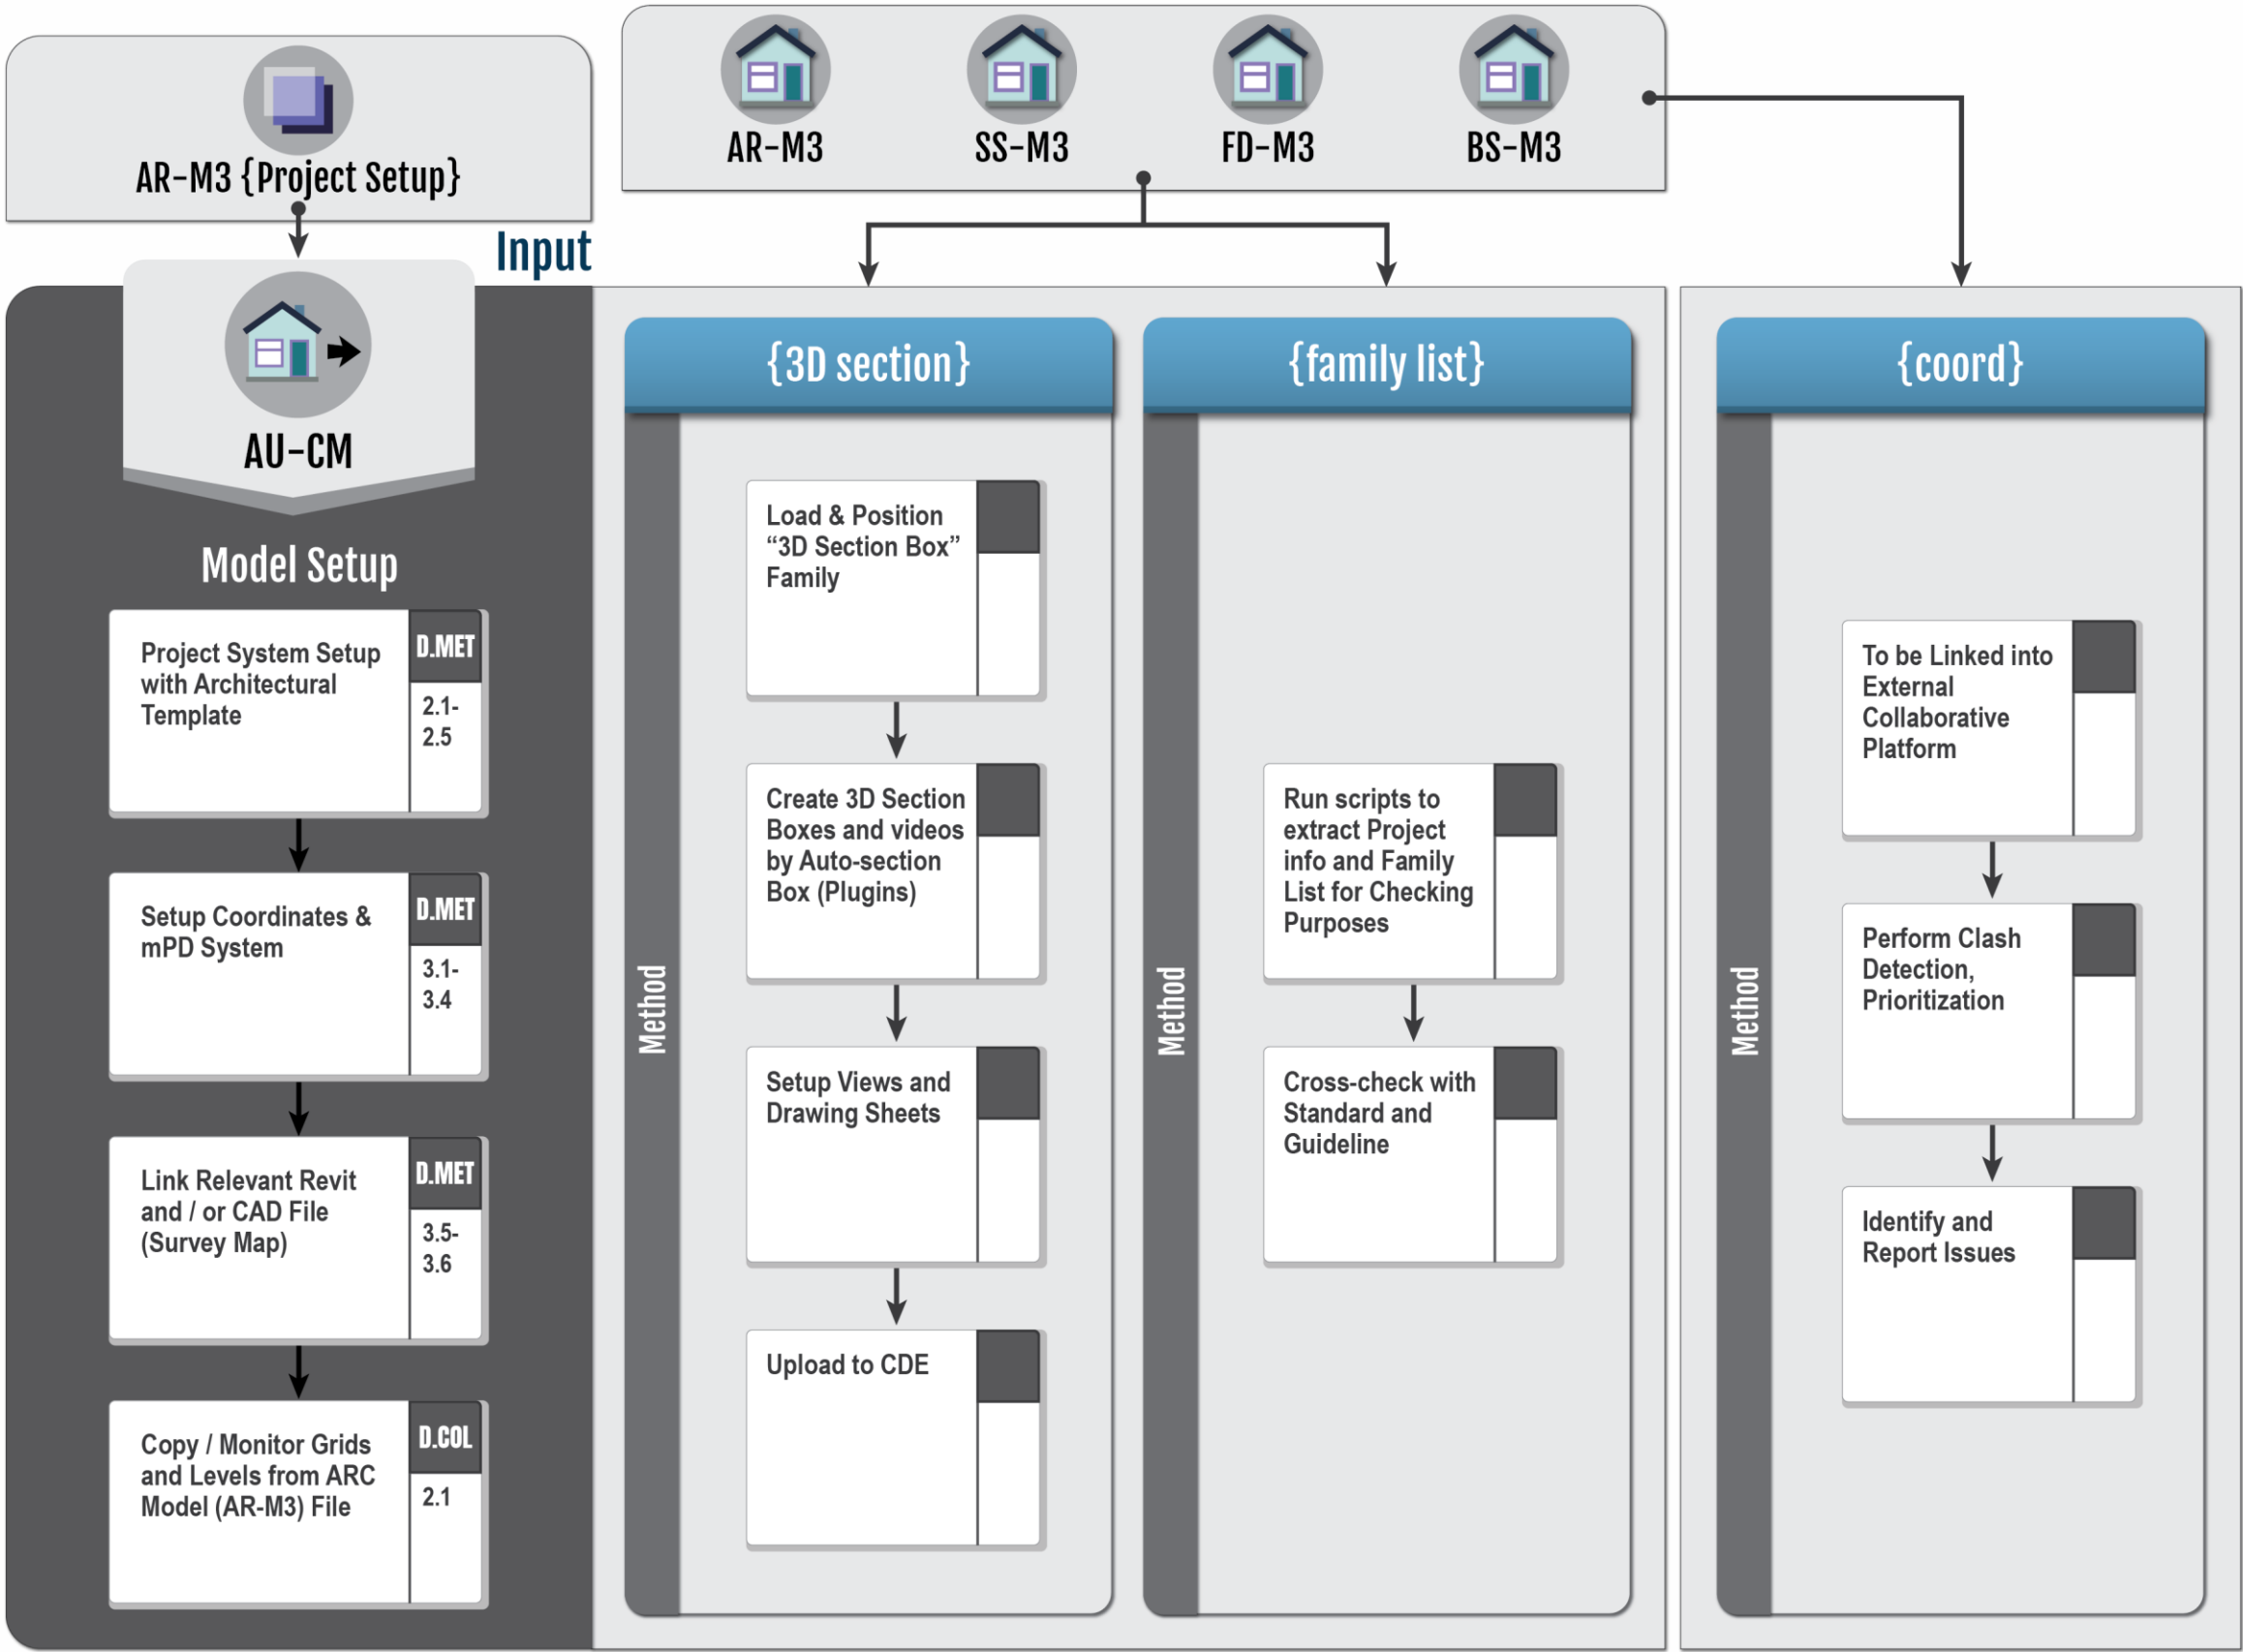 AR-M3 {Project Setup}
AR-M3
SS-M3
FD-M3
BS-M3
Input
AU-CM
Model Setup
Project System Setup
with Architectural
Template
D.MET
2.1-
2.5
Setup Coordinates &
mPD System
D.MET
3.1-
3.4
Link Relevant Revit
and / or CAD File
(Survey Map)
D.MET
3.5-
3.6
Copy / Monitor Grids
and Levels from ARC
Model (AR-M3) File
D.COL
2.1
{3D section}
Method
Load & Position
“3D Section Box”
Family
Create 3D Section
Boxes and videos
by Auto-section
Box (Plugins)
Setup Views and
Drawing Sheets
Upload to CDE
{family list}
Method
Run scripts to
extract Project
info and Family
List for Checking
Purposes
Cross-check with
Standard and
Guideline
{coord}
Method
To be Linked into
External
Collaborative
Platform
Perform Clash
Detection,
Prioritization
Identify and
Report Issues